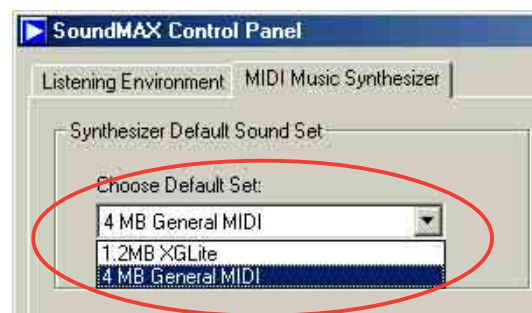 SoundMAX Control Panel
Listening Environment MIDI Music Synthesizer
Synthesizer Default Sound Set
Choose Default Set:
4 MB General MIDI
1.2MB XGLite
4 MB General MIDI